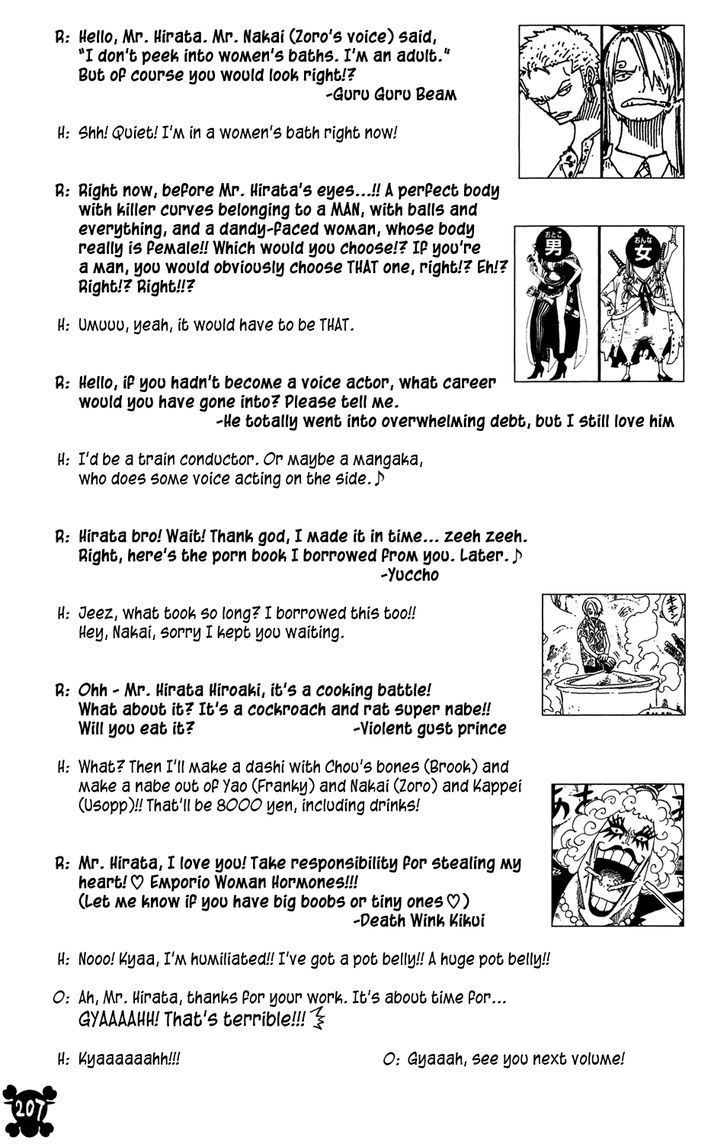 R: Hello, Mr. Hirata. Mr. Nakai (Zoro's voice) said,
"I don't peek into women's baths. I'm an adult."
But of course you would look right!?
-Guru Guru Beam
H: Shh! Quiet! I'm in a women's bath right now!
R: Right now, before Mr. Hirata's eyes...!! A perfect body
with killer curves belonging to a MAN, with balls and
everything, and a dandy-faced woman, whose body
really is female!! Which would you choose!? If you're
a man, you would obviously choose THAT one, right!? Eh!?
Right!? Right!!?
おとこ
男
おんな
女
H: Umuuu, yeah, it would have to be THAT.
R: Hello, if you hadn't become a voice actor, what career
would you have gone into? Please tell me.
-He totally went into overwhelming debt, but I still love him
H: I'd be a train conductor. Or maybe a mangaka,
who does some voice acting on the side.♪
R: Hirata bro! Wait! Thank god, I made it in time... zeeh zeeh.
Right, here's the porn book I borrowed from you. Later.♪
-Yuccho
H: Jeez, what took so long? I borrowed this too!!
Hey, Nakai, sorry I kept you waiting.
R: Ohh - Mr. Hirata Hiroaki, it's a cooking battle!
What about it? It's a cockroach and rat super nabe!!
Will you eat it? -Violent gust prince
H: What? Then I'll make a dashi with Chou's bones (Brook) and
make a nabe out of Yao (Franky) and Nakai (Zoro) and Kappei
(Usopp)!! That'll be 8000 yen, including drinks!
R: Mr. Hirata, I love you! Take responsibility for stealing my
heart!♡ Emporio Woman Hormones!!!
(Let me know if you have big boobs or tiny ones♡)
-Death Wink Kikui
H: Nooo! Kyaa, I'm humiliated!! I've got a pot belly!! A huge pot belly!!
O: Ah, Mr. Hirata, thanks for your work. It's about time for...
GYAAAAHH! That's terrible!!!
H: Kyaaaaaahh!!! O: Gyaaah, see you next volume!
207